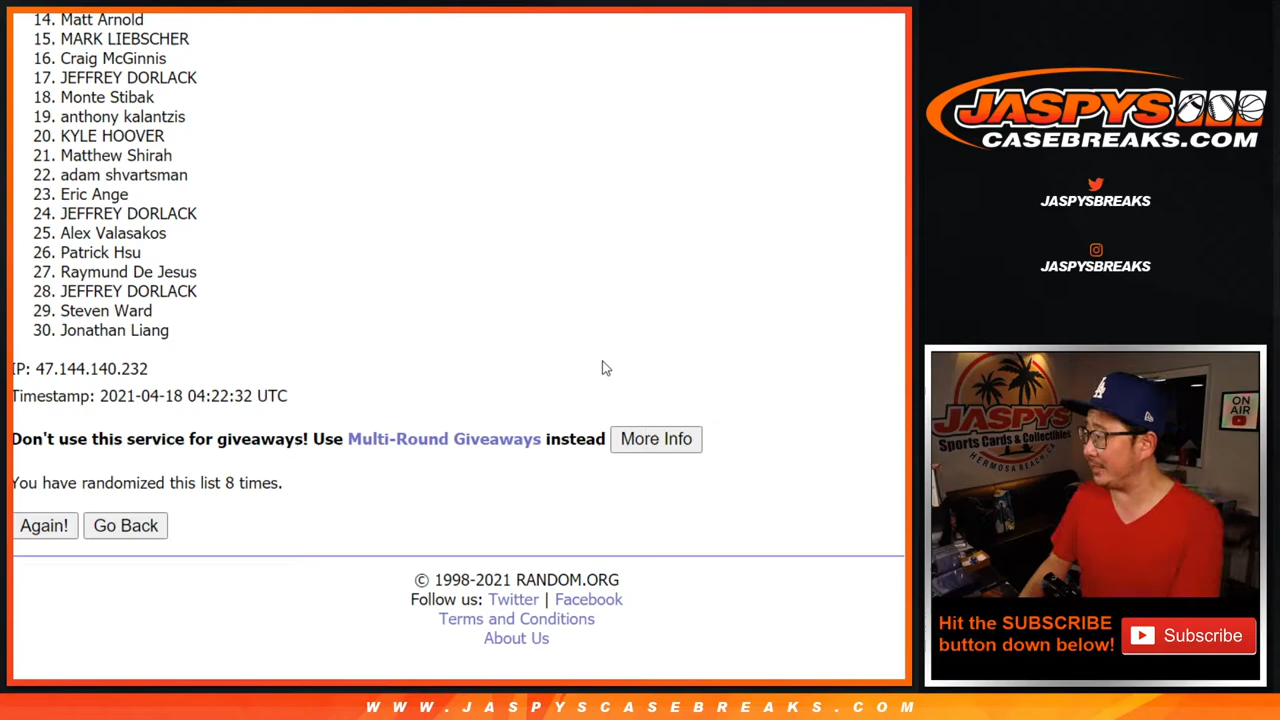 14. Matt Arnold
15. MARK LIEBSCHER
16. Craig McGinnis
17. JEFFREY DORLACK
18. Monte Stibak
19. anthony kalantzis
20. KYLE HOOVER
21. Matthew Shirah
22. adam shvartsman
23. Eric Ange
24. JEFFREY DORLACK
25. Alex Valasakos
26. Patrick Hsu
27. Raymund De Jesus
28. JEFFREY DORLACK
29. Steven Ward
30. Jonathan Liang
IP: 47.144.140.232
Timestamp: 2021-04-18 04:22:32 UTC
Don't use this service for giveaways! Use Multi-Round Giveaways instead More Info
You have randomized this list 8 times.
Again! Go Back
© 1998-2021 RANDOM.ORG
Follow us: Twitter | Facebook
Terms and Conditions
About Us
JASPYS
CASEBREAKS.COM
JASPYSBREAKS
JASPYSBREAKS
JASPYS
Sports Cards & Collectibles
HERMOSA BEACH, CA
LA
ON
AIR
Hit the SUBSCRIBE
button down below!
Subscribe
WWW.JASPYSCASEBREAKS.COM